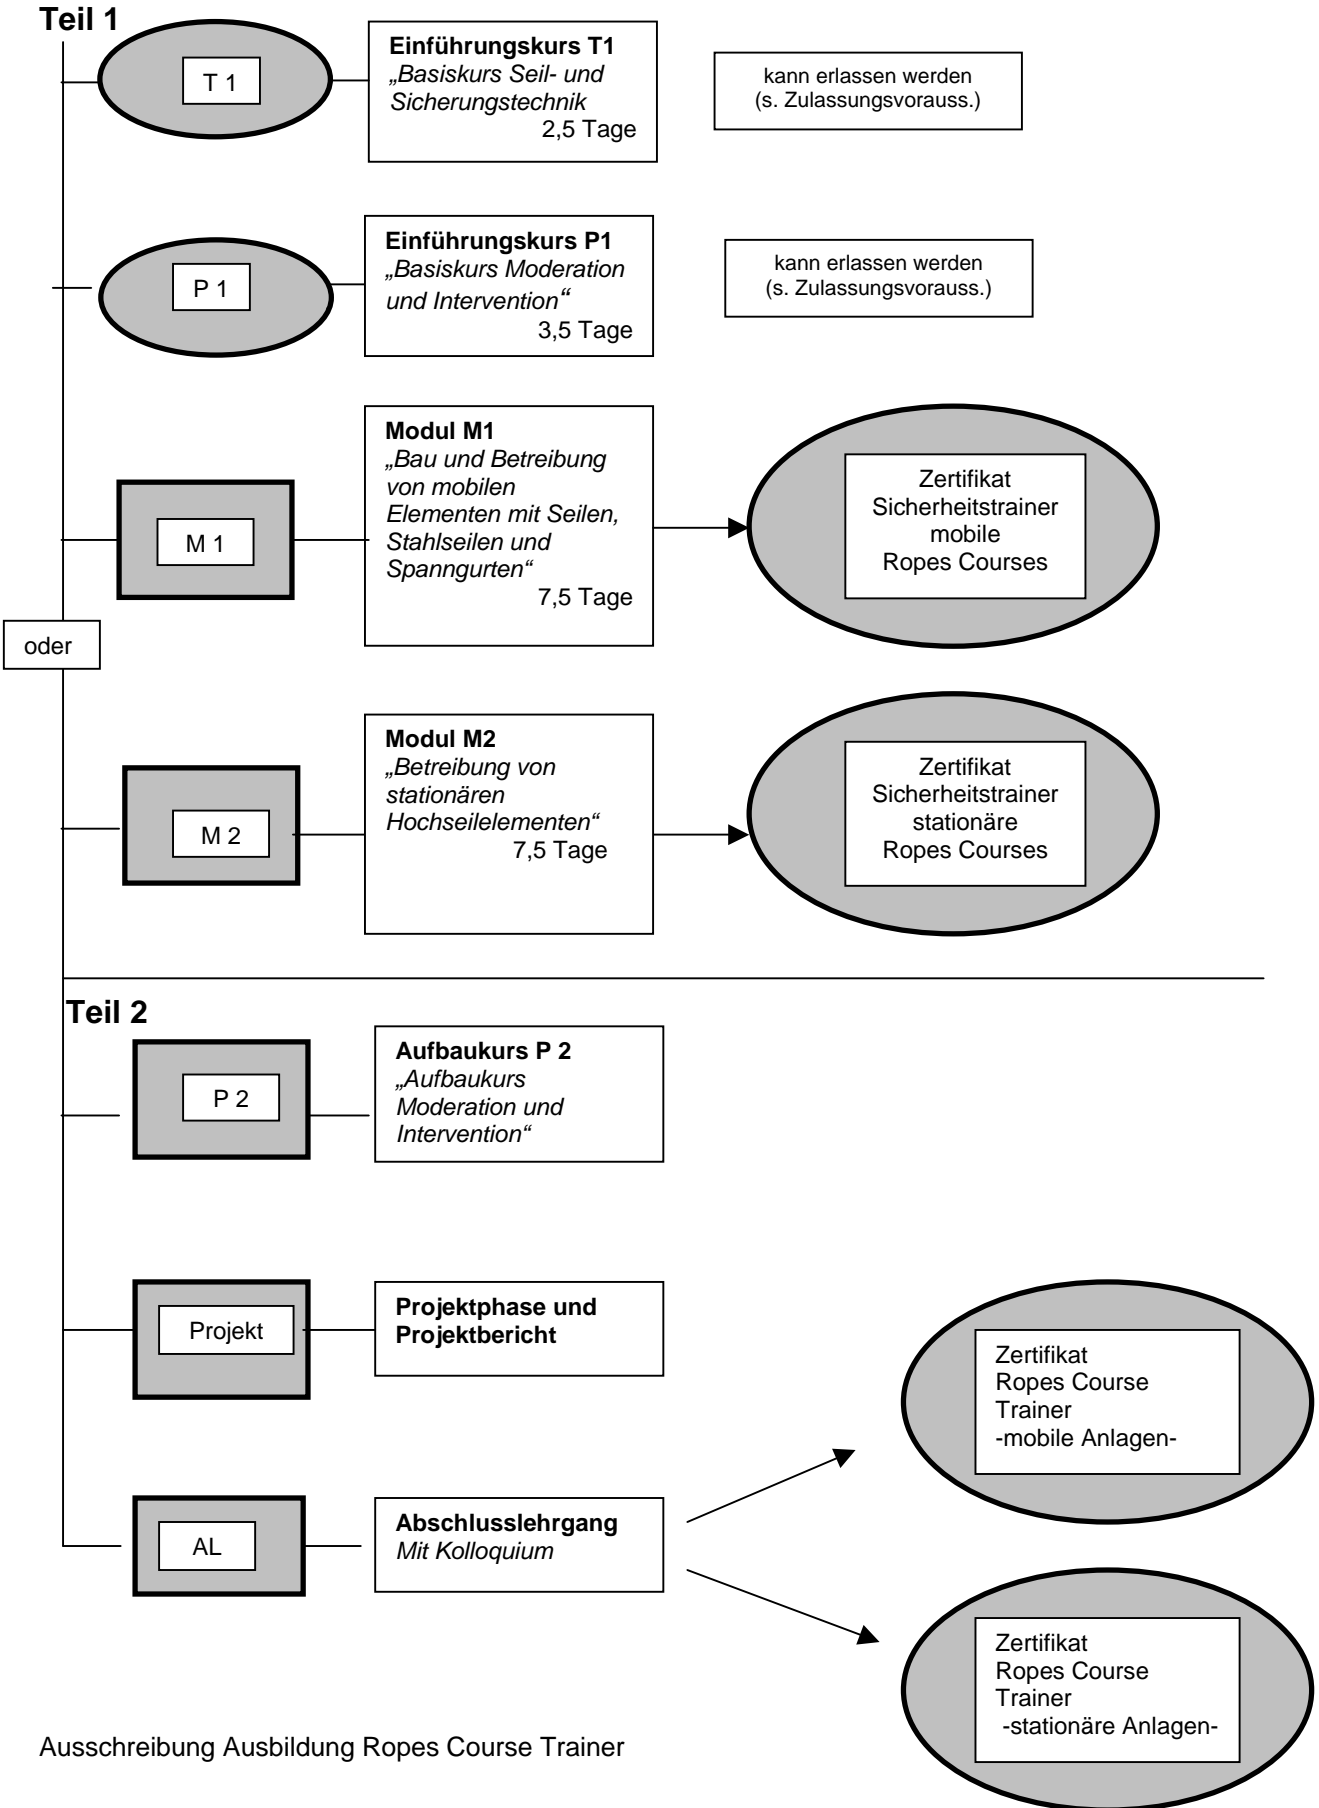 Teil 1
T 1
Einführungskurs T1
„Basiskurs Seil- und
Sicherungstechnik
2,5 Tage
kann erlassen werden
(s. Zulassungsvorauss.)
P 1
Einführungskurs P1
„Basiskurs Moderation
und Intervention“
3,5 Tage
kann erlassen werden
(s. Zulassungsvorauss.)
M 1
Modul M1
„Bau und Betreibung
von mobilen
Elementen mit Seilen,
Stahlseilen und
Spanngurten“
7,5 Tage
Zertifikat
Sicherheitstrainer
mobile
Ropes Courses
oder
M 2
Modul M2
„Betreibung von
stationären
Hochseilelementen“
7,5 Tage
Zertifikat
Sicherheitstrainer
stationäre
Ropes Courses
Teil 2
P 2
Aufbaukurs P 2
„Aufbaukurs
Moderation und
Intervention“
Projekt
Projektphase und
Projektbericht
Zertifikat
Ropes Course
Trainer
-mobile Anlagen-
AL
Abschlusslehrgang
Mit Kolloquium
Zertifikat
Ropes Course
Trainer
-stationäre Anlagen-
Ausschreibung Ausbildung Ropes Course Trainer